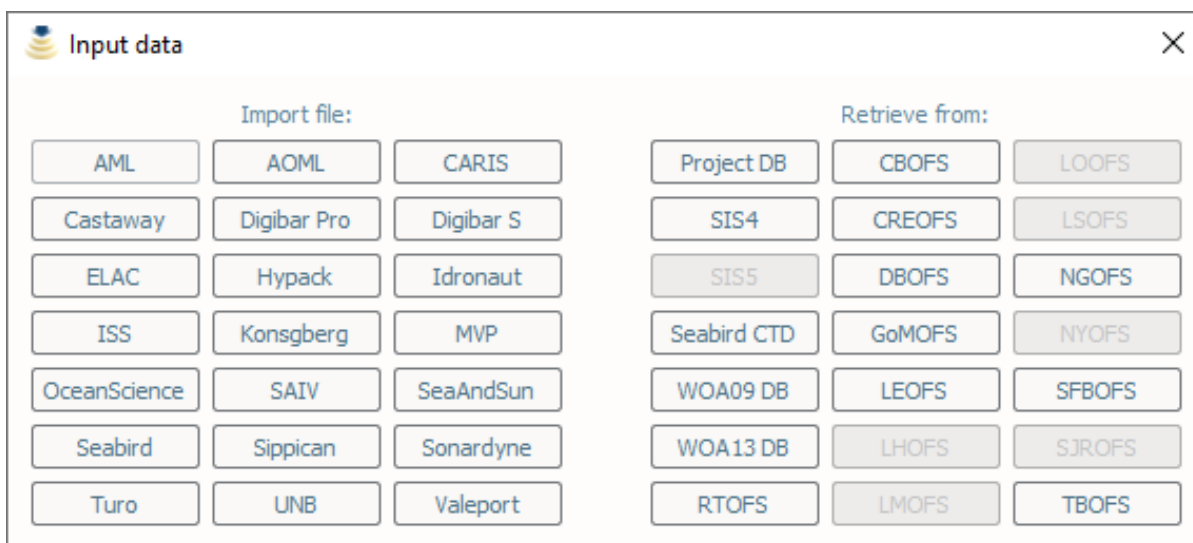 Input data
Import file: Retrieve from:
AML AOML CARIS Project DB CBOFS LOOFS
Castaway Digibar Pro Digibar S SIS4 CREOFS LSOFS
ELAC Hypack Idronaut SIS5 DBOFS NGOFS
ISS Konsgberg MVP Seabird CTD GoMOFS NYOFS
OceanScience SAIV SeaAndSun WOA09 DB LEOFS SFBOFS
Seabird Sippican Sonardyne WOA13 DB LHOFS SJROFS
Turo UNB Valeport RTOFS LMOFS TBOFS